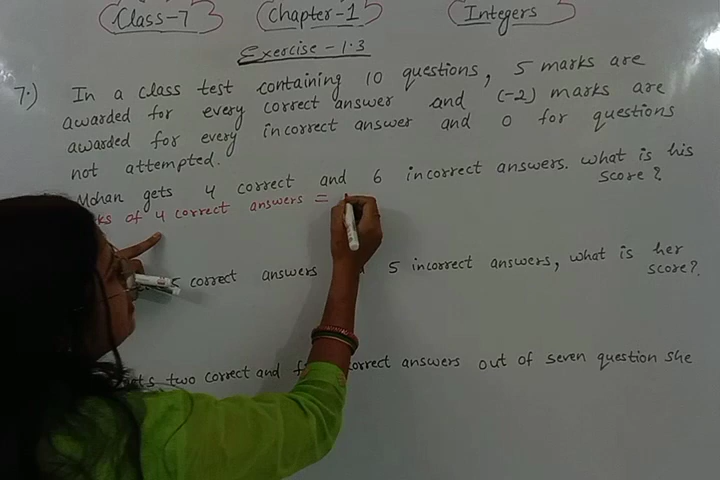 Class-7 Chapter-1 Integers
Exercise - 1.3
7.) In a class test containing 10 questions, 5 marks are
awarded for every correct answer and (-2) marks are
awarded for every incorrect answer and 0 for questions
not attempted.
Mohan gets 4 correct and 6 incorrect answers. What is his
score?
of 4 correct answers =
5 correct answers 5 incorrect answers, what is her
score?
two correct and answers out of seven question she